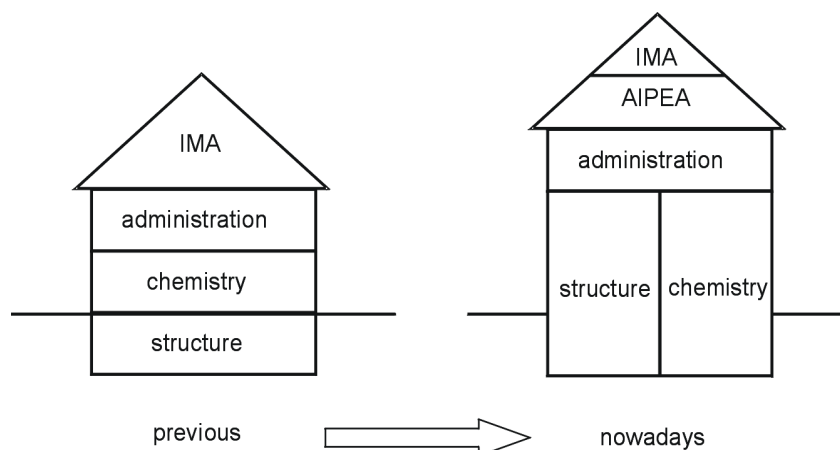 IMA
administration
chemistry
structure
previous
IMA
AIPEA
administration
structure
chemistry
nowadays